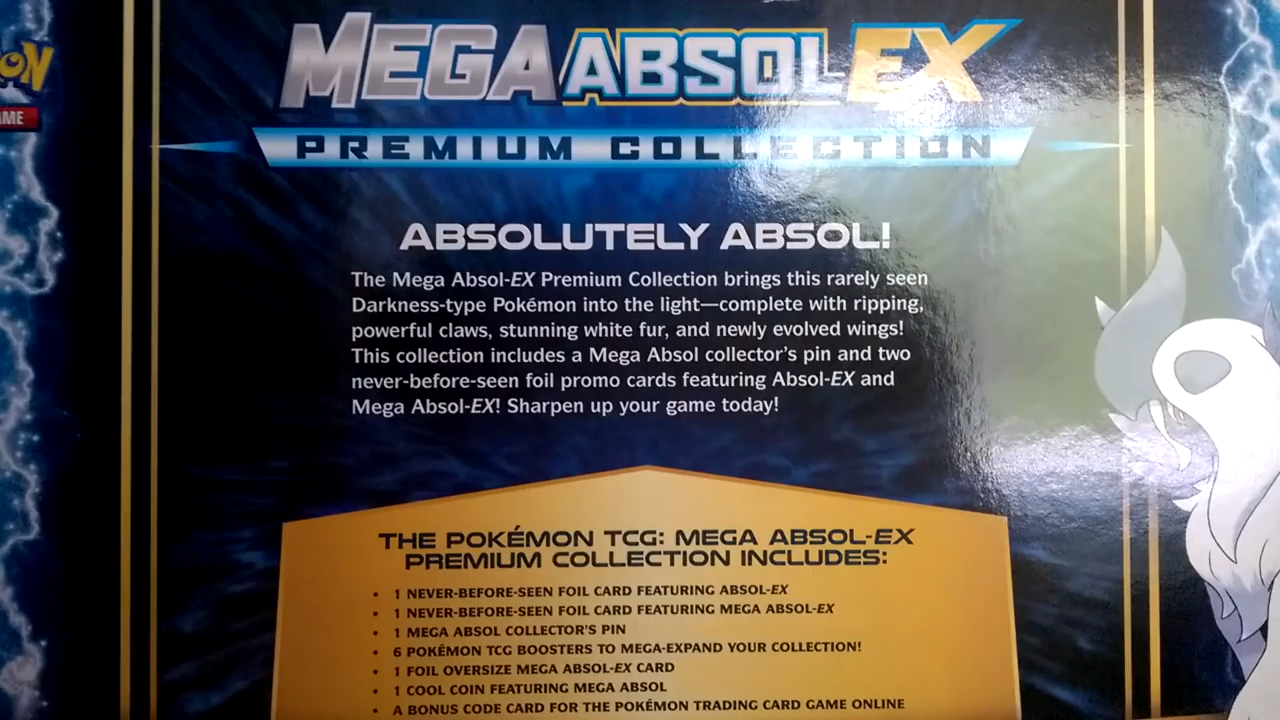 MEGA ABSOL EX
PREMIUM COLLECTION
ON
AME
ABSOLUTELY ABSOL!
The Mega Absol-EX Premium Collection brings this rarely seen
Darkness-type Pokémon into the light—complete with ripping,
powerful claws, stunning white fur, and newly evolved wings!
This collection includes a Mega Absol collector's pin and two
never-before-seen foil promo cards featuring Absol-EX and
Mega Absol-EX! Sharpen up your game today!
THE POKÉMON TCG: MEGA ABSOL-EX
PREMIUM COLLECTION INCLUDES:
• 1 NEVER-BEFORE-SEEN FOIL CARD FEATURING ABSOL-EX
• 1 NEVER-BEFORE-SEEN FOIL CARD FEATURING MEGA ABSOL-EX
• 1 MEGA ABSOL COLLECTOR'S PIN
• 6 POKÉMON TCG BOOSTERS TO MEGA-EXPAND YOUR COLLECTION!
• 1 FOIL OVERSIZE MEGA ABSOL-EX CARD
• 1 COOL COIN FEATURING MEGA ABSOL
• A BONUS CODE CARD FOR THE POKÉMON TRADING CARD GAME ONLINE